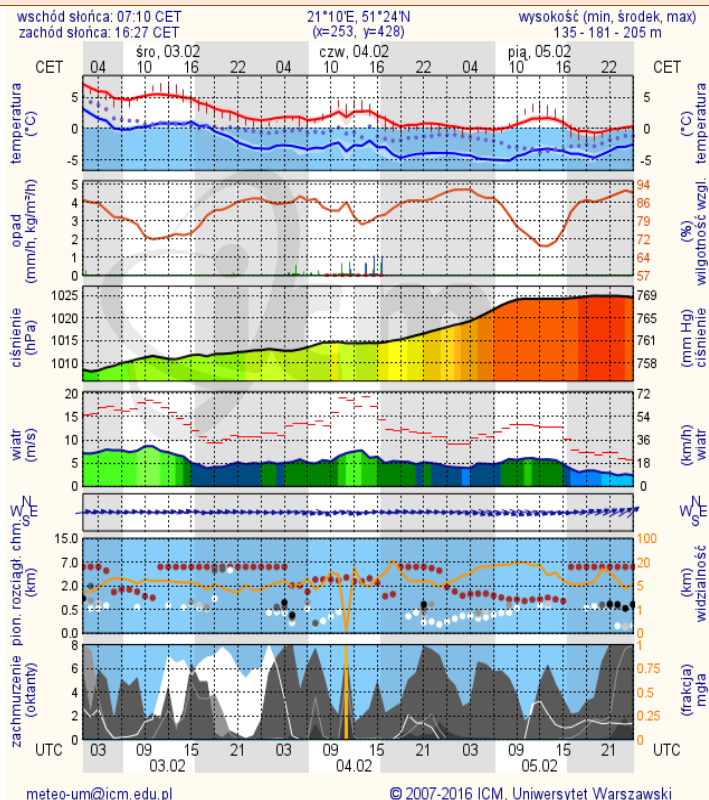 wschód słońca: 07:10 CET
zachód słońca: 16:27 CET
21°10'E, 51°24'N
(x=253, y=428)
wysokość (min, środek, max)
135 - 181 - 205 m
śro, 03.02 czw, 04.02 pią, 05.02
CET 04 10 16 22 04 10 16 22 04 10 16 22 CET
temperatura
(°C)
5
0
-5
5
0
-5
temperatura
(°C)
opad
(mm/h, kg/m²/h)
5
4
3
2
1
0
94
86
79
72
64
57
(%)
wilgotność wzgl.
icm
ciśnienie
(hPa)
1025
1020
1015
1010
769
765
761
758
(mm Hg)
ciśnienie
wiatr
(m/s)
20
15
10
5
0
72
54
36
18
0
(km/h)
wiatr
N
W E
S
N
W E
S
pion. rozciągł. chm.
(km)
15.0
7.0
2.0
0.5
0.0
100
20
5
1
0
(km)
widzialność
zachmurzenie
(oktanty)
8
6
4
2
0
1
0.75
0.5
0.25
0
(frakcja)
mgła
UTC 03 09 15 21 03 09 15 21 03 09 15 21 UTC
03.02 04.02 05.02
meteo-um@icm.edu.pl
© 2007-2016 ICM, Uniwersytet Warszawski